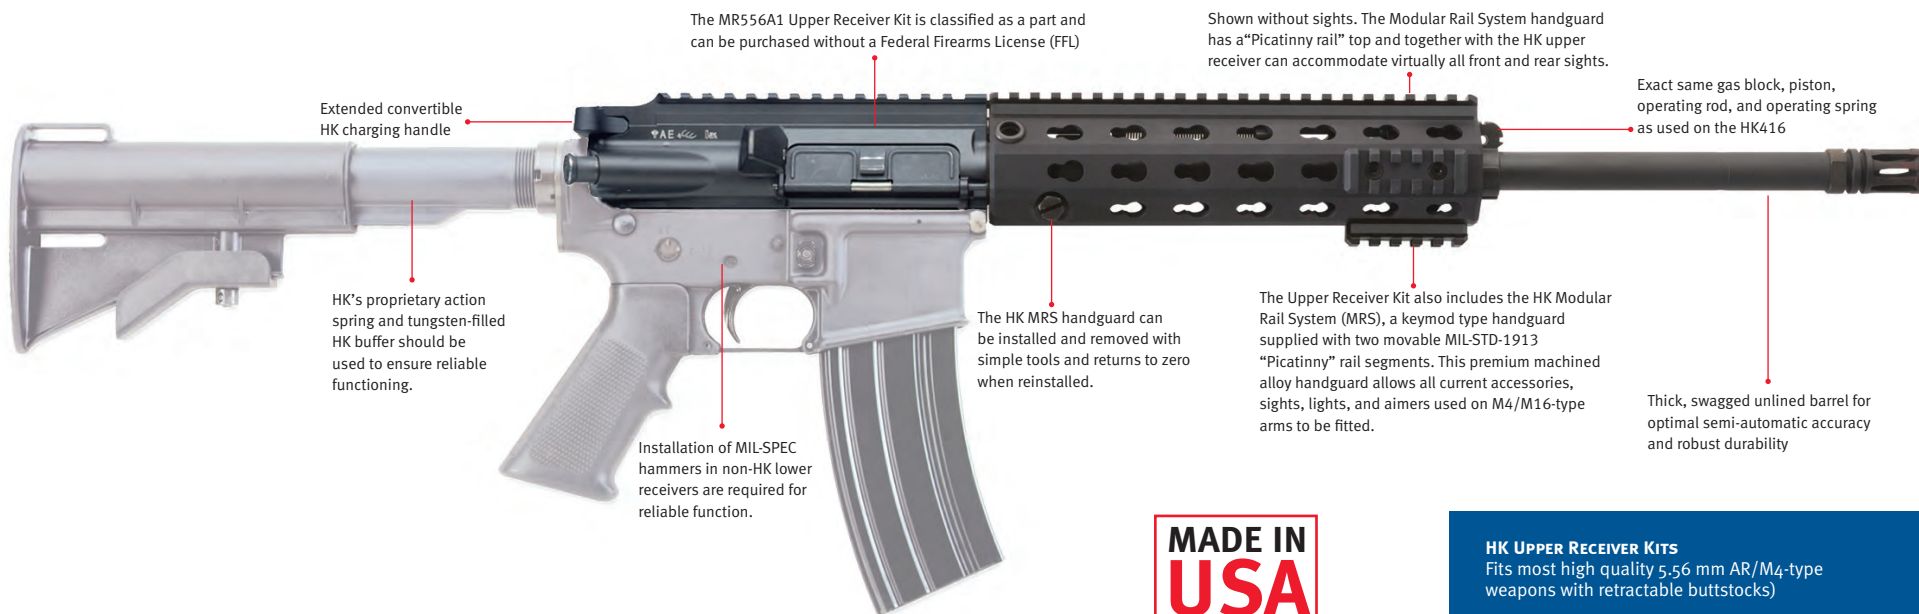 The MR556A1 Upper Receiver Kit is classified as a part and
can be purchased without a Federal Firearms License (FFL)
Shown without sights. The Modular Rail System handguard
has a“Picatinny rail” top and together with the HK upper
receiver can accommodate virtually all front and rear sights.
Extended convertible
HK charging handle
Exact same gas block, piston,
operating rod, and operating spring
as used on the HK416
HK’s proprietary action
spring and tungsten-filled
HK buffer should be
used to ensure reliable
functioning.
Installation of MIL-SPEC
hammers in non-HK lower
receivers are required for
reliable function.
The HK MRS handguard can
be installed and removed with
simple tools and returns to zero
when reinstalled.
The Upper Receiver Kit also includes the HK Modular
Rail System (MRS), a keymod type handguard
supplied with two movable MIL-STD-1913
“Picatinny” rail segments. This premium machined
alloy handguard allows all current accessories,
sights, lights, and aimers used on M4/M16-type
arms to be fitted.
Thick, swagged unlined barrel for
optimal semi-automatic accuracy
and robust durability
MADE IN
USA
HK Upper Receiver Kits
Fits most high quality 5.56 mm AR/M4-type
weapons with retractable buttstocks)